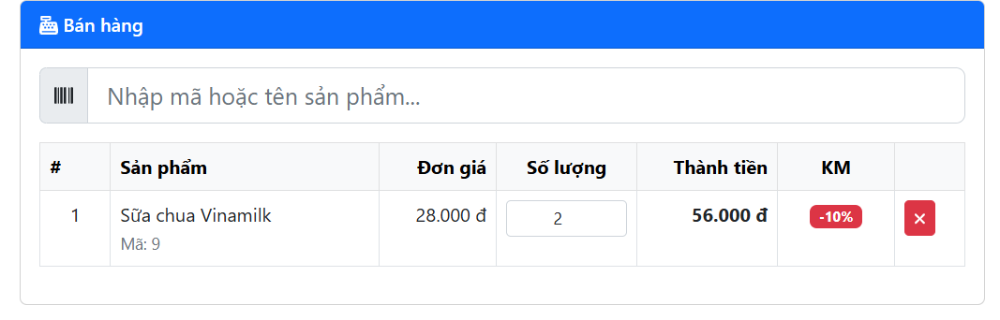 Bán hàng
Nhập mã hoặc tên sản phẩm...
# Sản phẩm Đơn giá Số lượng Thành tiền KM
1 Sữa chua Vinamilk 28.000 đ 2 56.000 đ -10%
Mã: 9